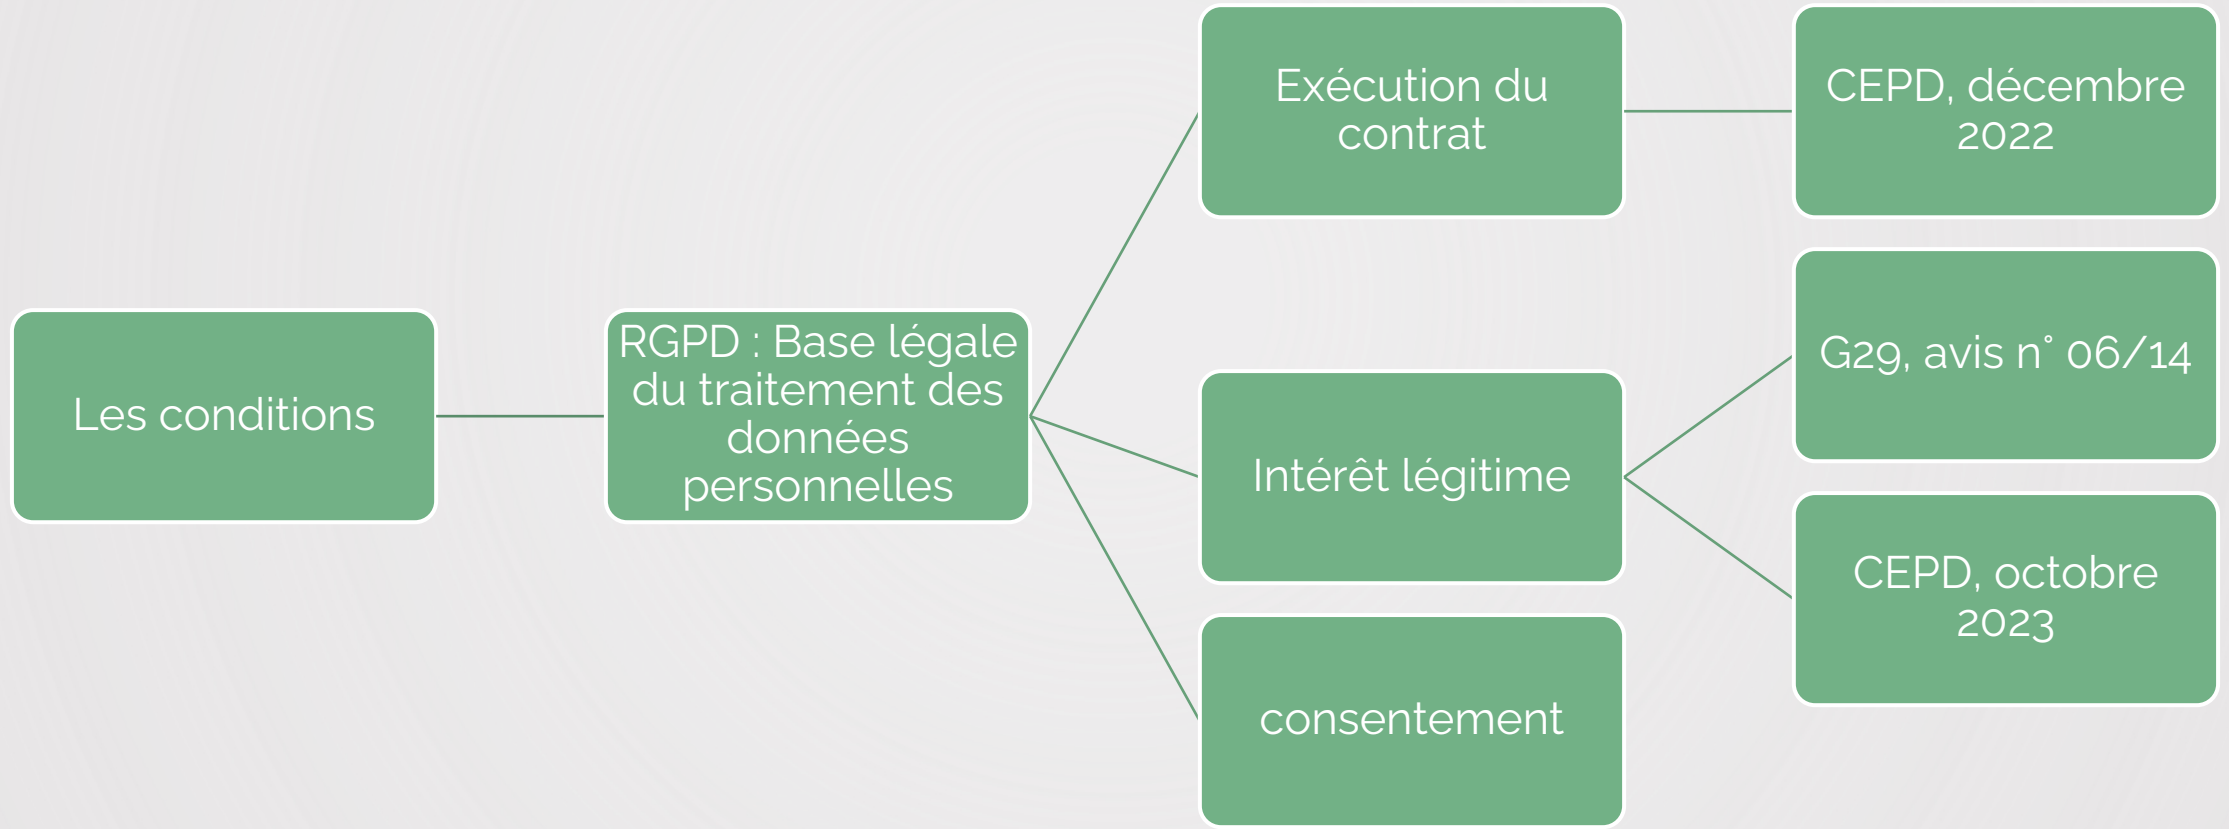 Les conditions
RGPD : Base légale
du traitement des
données
personnelles
Exécution du
contrat
CEPD, décembre
2022
Intérêt légitime
G29, avis n° 06/14
CEPD, octobre
2023
consentement